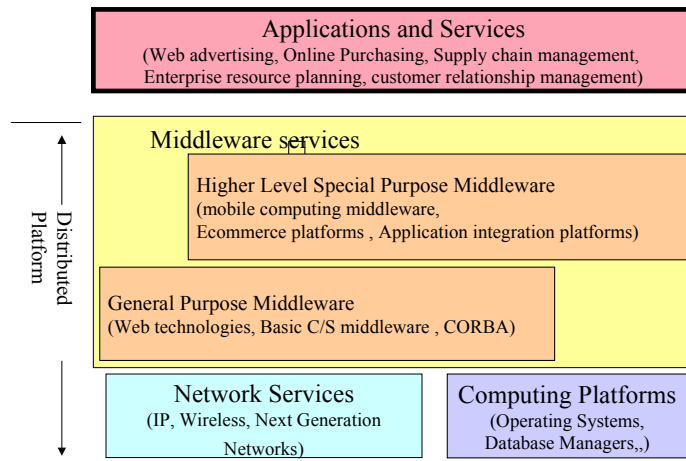 Applications and Services
(Web advertising, Online Purchasing, Supply chain management,
Enterprise resource planning, customer relationship management)
Middleware services
Higher Level Special Purpose Middleware
(mobile computing middleware,
Ecommerce platforms , Application integration platforms)
Distributed
Platform
General Purpose Middleware
(Web technologies, Basic C/S middleware , CORBA)
Network Services
(IP, Wireless, Next Generation
Networks)
Computing Platforms
(Operating Systems,
Database Managers,,)